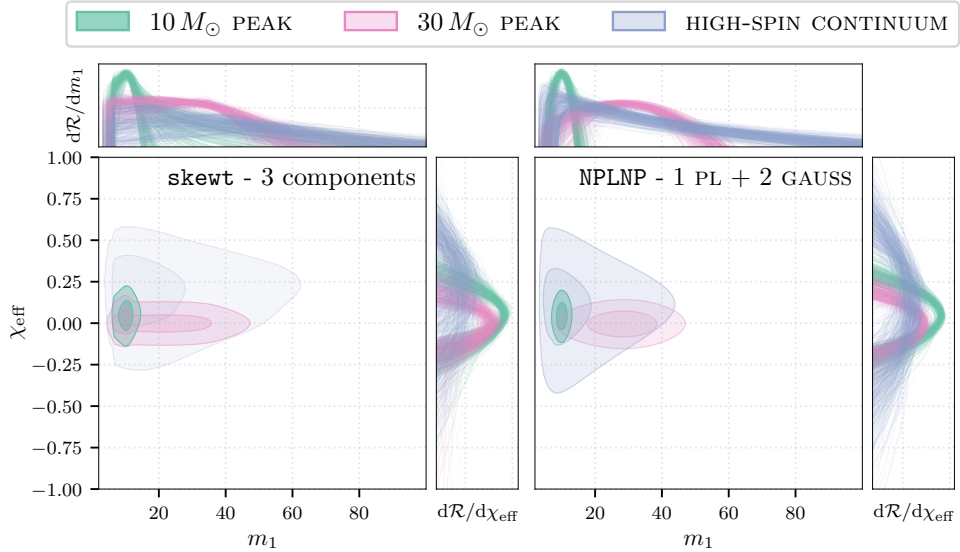 10 M⊙ PEAK 30 M⊙ PEAK HIGH-SPIN CONTINUUM
dR/dm₁
skewt - 3 components
NPLNP - 1 PL + 2 GAUSS
1.00
0.75
0.50
0.25
0.00
−0.25
−0.50
−0.75
−1.00
χeff
20 40 60 80
20 40 60 80
m₁ dR/dχeff m₁ dR/dχeff